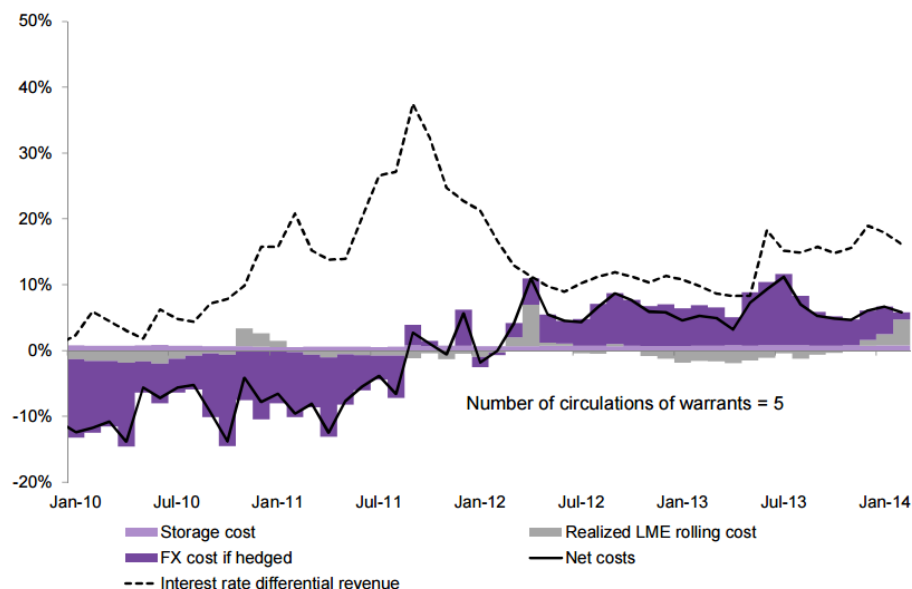 50%
40%
30%
20%
10%
0%
-10%
-20%
Number of circulations of warrants = 5
Jan-10 Jul-10 Jan-11 Jul-11 Jan-12 Jul-12 Jan-13 Jul-13 Jan-14
Storage cost Realized LME rolling cost
FX cost if hedged Net costs
Interest rate differential revenue